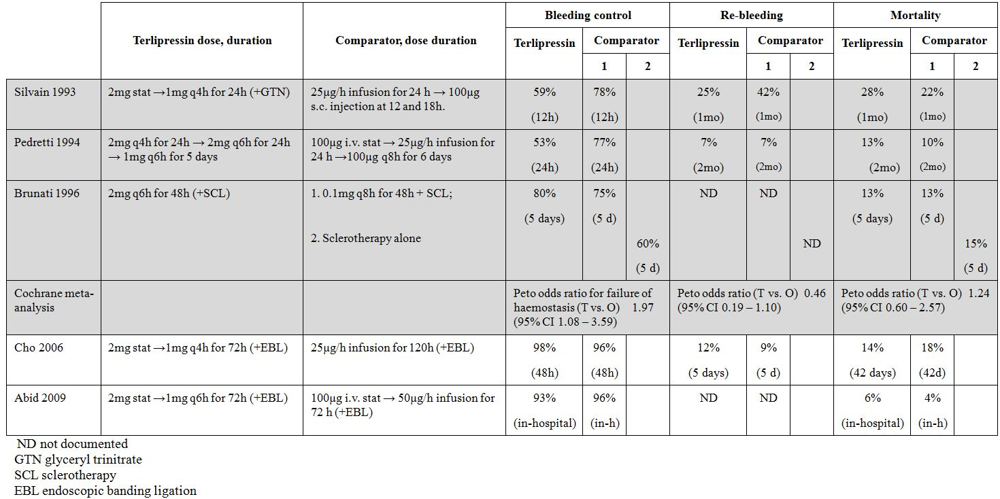 Bleeding control Re-bleeding Mortality
Terlipressin dose, duration Comparator, dose duration Terlipressin Comparator Terlipressin Comparator Terlipressin Comparator
1 2 1 2 1 2
Silvain 1993 2mg stat →1mg q4h for 24h (+GTN) 25µg/h infusion for 24 h → 100µg 59% 78% 25% 42% 28% 22%
s.c. injection at 12 and 18h.
(12h) (12h) (1mo) (1mo) (1mo) (1mo)
Pedretti 1994 2mg q4h for 24h → 2mg q6h for 24h 100µg i.v. stat → 25µg/h infusion for 53% 77% 7% 7% 13% 10%
→ 1mg q6h for 5 days 24 h →100µg q8h for 6 days
(24h) (24h) (2mo) (2mo) (2mo) (2mo)
Brunati 1996 2mg q6h for 48h (+SCL) 1. 0.1mg q8h for 48h + SCL; 80% 75% ND ND 13% 13%
(5 days) (5 d) (5 days) (5 d)
2. Sclerotherapy alone 60% ND 15%
(5 d) (5 d)
Cochrane meta- Peto odds ratio for failure of Peto odds ratio (T vs. O) 0.46 Peto odds ratio (T vs. O) 1.24
analysis haemostasis (T vs. O) 1.97 (95% CI 0.19 – 1.10) (95% CI 0.60 – 2.57)
(95% CI 1.08 – 3.59)
Cho 2006 2mg stat →1mg q4h for 72h (+EBL) 25µg/h infusion for 120h (+EBL) 98% 96% 12% 9% 14% 18%
(48h) (48h) (5 days) (5 d) (42 days) (42d)
Abid 2009 2mg stat →1mg q6h for 72h (+EBL) 100µg i.v. stat → 50µg/h infusion for 93% 96% ND ND 6% 4%
72 h (+EBL)
(in-hospital) (in-h) (in-hospital) (in-h)
ND not documented
GTN glyceryl trinitrate
SCL sclerotherapy
EBL endoscopic banding ligation